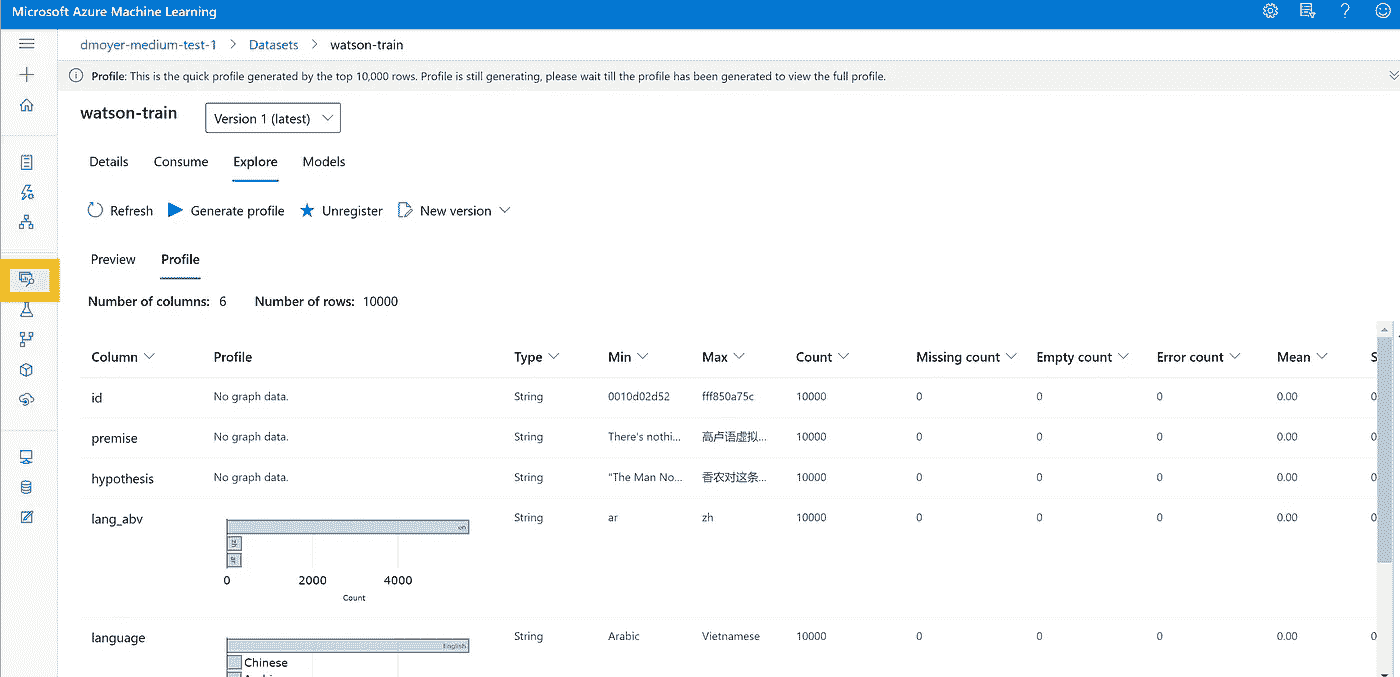 Microsoft Azure Machine Learning
dmoyer-medium-test-1 > Datasets > watson-train
Profile: This is the quick profile generated by the top 10,000 rows. Profile is still generating, please wait till the profile has been generated to view the full profile.
watson-train Version 1 (latest)
Details Consume Explore Models
Refresh Generate profile Unregister New version
Preview Profile
Number of columns: 6 Number of rows: 10000
Column Profile Type Min Max Count Missing count Empty count Error count Mean S
id No graph data. String 0010d02d52 fff850a75c 10000 0 0 0 0.00 0
premise No graph data. String There's nothi... 高卢语虚拟... 10000 0 0 0 0.00 0
hypothesis No graph data. String "The Man No... 香农对这条... 10000 0 0 0 0.00 0
lang_abv String ar zh 10000 0 0 0 0.00 0
en
zh
ar
0 2000 4000
Count
language String Arabic Vietnamese 10000 0 0 0 0.00 0
English
Chinese